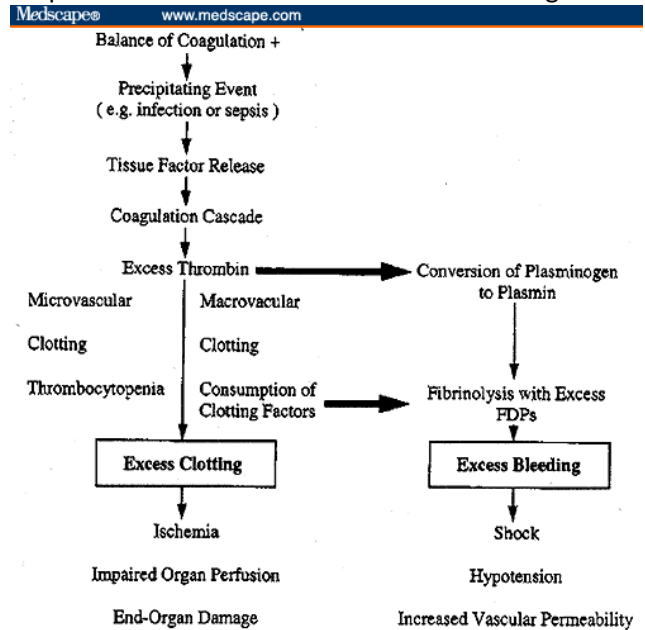 Medscape® www.medscape.com
Balance of Coagulation +
Precipitating Event
( e.g. infection or sepsis )
Tissue Factor Release
Coagulation Cascade
Excess Thrombin
Conversion of Plasminogen
to Plasmin
Microvascular
Macrovacular
Clotting
Clotting
Thrombocytopenia
Consumption of
Clotting Factors
Fibrinolysis with Excess
FDPs
Excess Clotting
Excess Bleeding
Ischemia
Shock
Impaired Organ Perfusion
Hypotension
End-Organ Damage
Increased Vascular Permeability